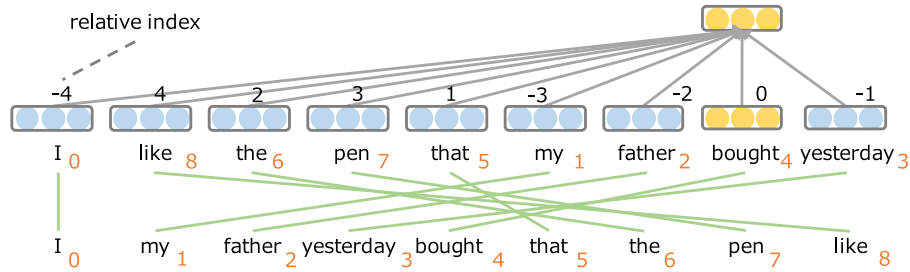 relative index
-4 4 2 3 1 -3 -2 0 -1
I 0 like 8 the 6 pen 7 that 5 my 1 father 2 bought 4 yesterday 3
I 0 my 1 father 2 yesterday 3 bought 4 that 5 the 6 pen 7 like 8